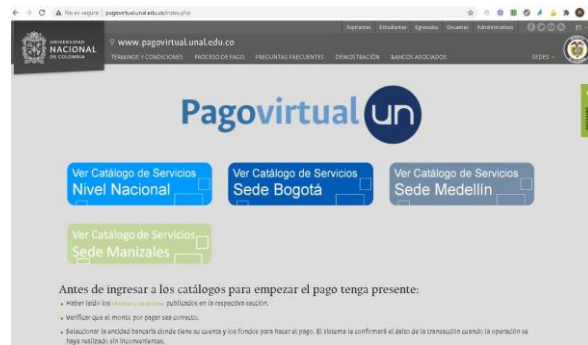 No es seguro | pagovirtual.unal.edu.co/index.php
Aspirantes Estudiantes Egresados Docentes Administrativos ES
UNIVERSIDAD
NACIONAL
DE COLOMBIA
www.pagovirtual.unal.edu.co
TÉRMINOS Y CONDICIONES PROCESO DE PAGO PREGUNTAS FRECUENTES DEMOSTRACIÓN BANCOS ASOCIADOS SEDES
Pagovirtual un
Ver Catálogo de Servicios
Nivel Nacional
Ver Catálogo de Servicios
Sede Bogotá
Ver Catálogo de Servicios
Sede Medellín
Ver Catálogo de Servicios
Sede Manizales
Antes de ingresar a los catálogos para empezar el pago tenga presente:
Haber leído los términos y condiciones publicados en la respectiva sección.
Verificar que el monto por pagar sea correcto.
Seleccionar la entidad bancaria donde tiene su cuenta y los fondos para hacer el pago. El sistema le confirmará el éxito de la transacción cuando la operación se
haya realizado sin inconvenientes.